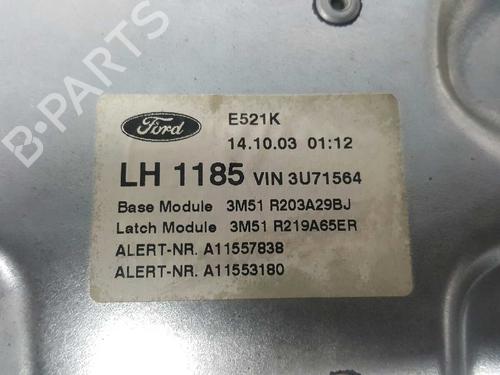 Ford
E521K
14.10.03 01:12
LH 1185 VIN 3U71564
Base Module 3M51 R203A29BJ
Latch Module 3M51 R219A65ER
ALERT-NR. A11557838
ALERT-NR. A11553180
B-PARTS